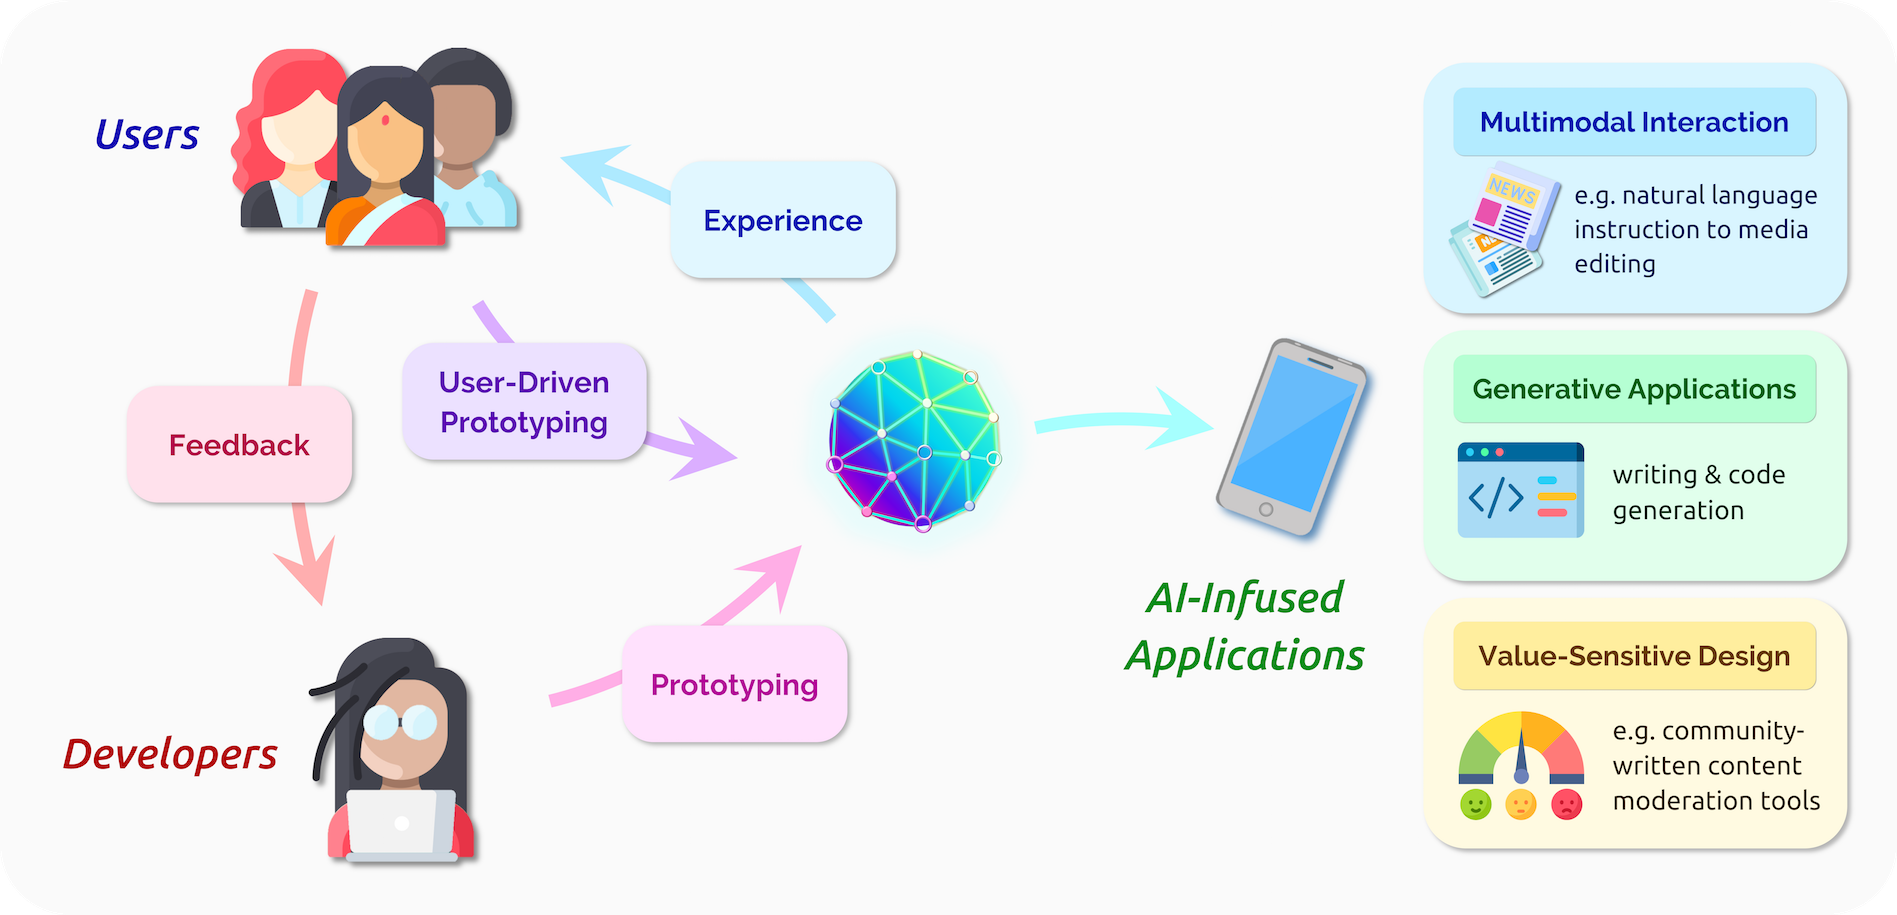 Users
Experience
User-Driven
Prototyping
Feedback
Prototyping
Developers
AI-Infused
Applications
Multimodal Interaction
NEWS
e.g. natural language
instruction to media
editing
Generative Applications
</>
writing & code
generation
Value-Sensitive Design
e.g. community-
written content
moderation tools